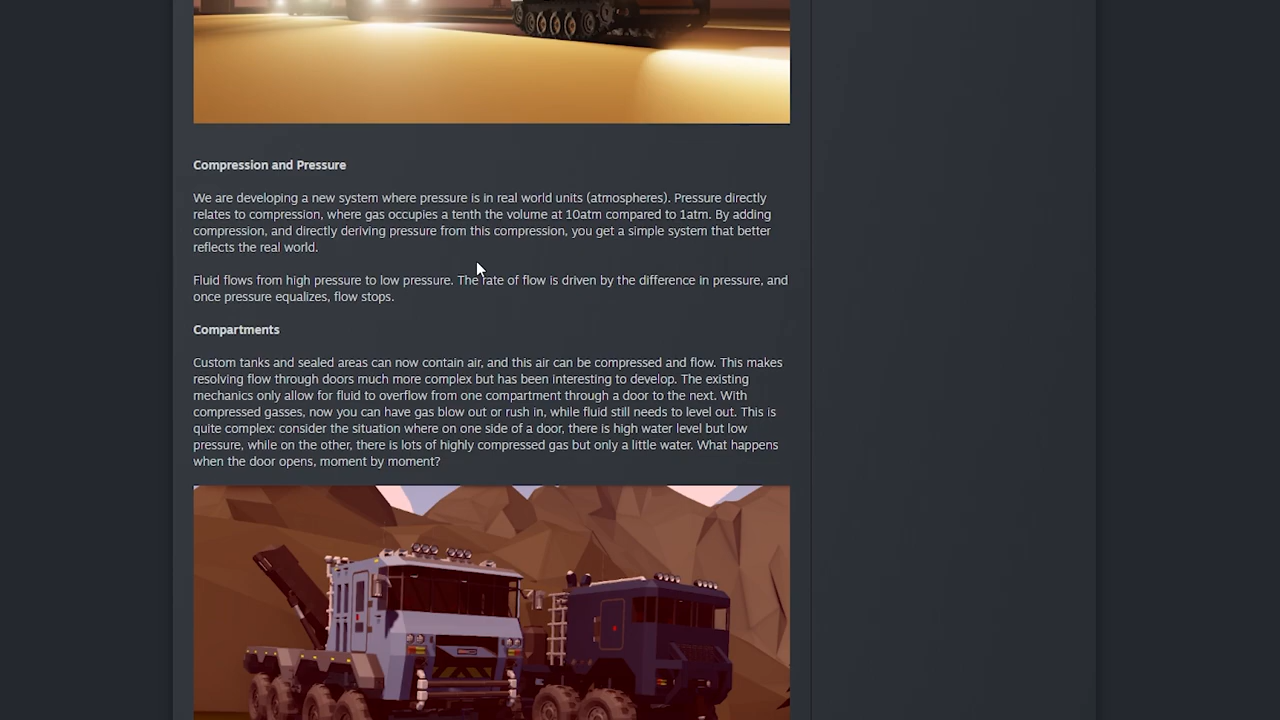 Compression and Pressure
We are developing a new system where pressure is in real world units (atmospheres). Pressure directly
relates to compression, where gas occupies a tenth the volume at 10atm compared to 1atm. By adding
compression, and directly deriving pressure from this compression, you get a simple system that better
reflects the real world.
Fluid flows from high pressure to low pressure. The rate of flow is driven by the difference in pressure, and
once pressure equalizes, flow stops.
Compartments
Custom tanks and sealed areas can now contain air, and this air can be compressed and flow. This makes
resolving flow through doors much more complex but has been interesting to develop. The existing
mechanics only allow for fluid to overflow from one compartment through a door to the next. With
compressed gasses, now you can have gas blow out or rush in, while fluid still needs to level out. This is
quite complex: consider the situation where on one side of a door, there is high water level but low
pressure, while on the other, there is lots of highly compressed gas but only a little water. What happens
when the door opens, moment by moment?